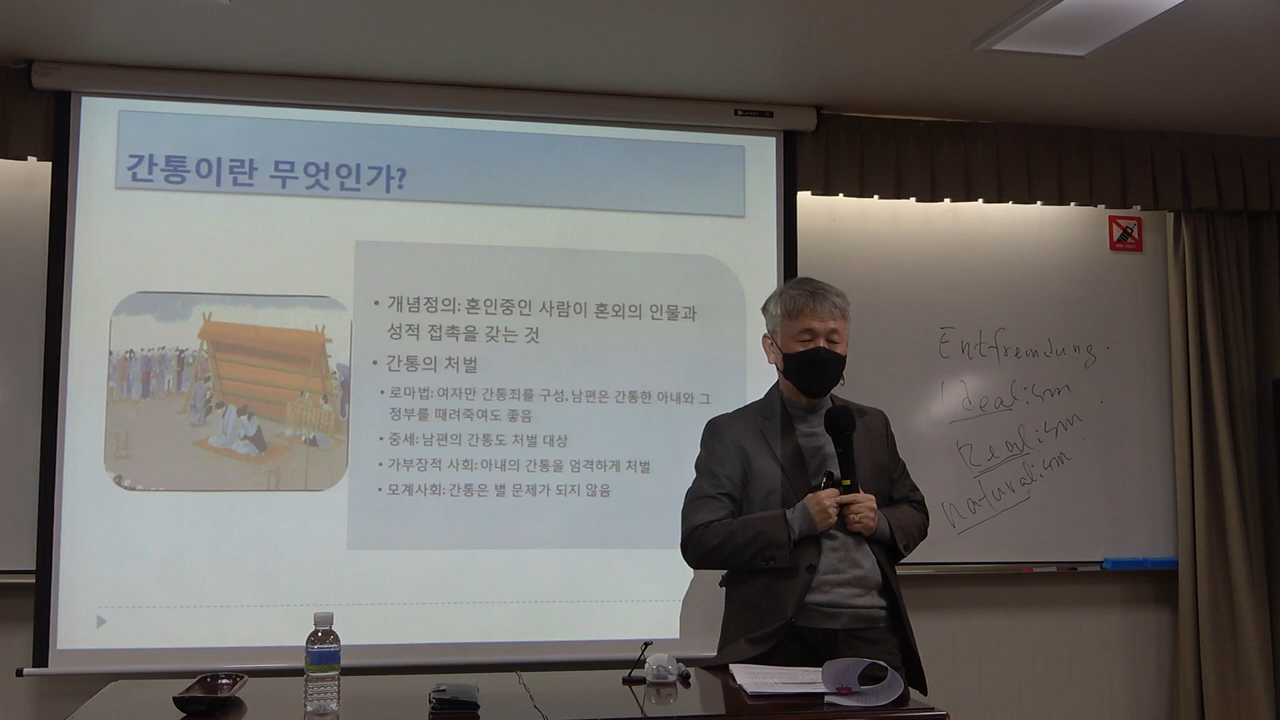 간통이란 무엇인가?
• 개념정의: 혼인중인 사람이 혼외의 인물과
성적 접촉을 갖는 것
• 간통의 처벌
• 로마법: 여자만 간통죄를 구성. 남편은 간통한 아내와 그
정부를 때려죽여도 좋음
• 중세: 남편의 간통도 처벌 대상
• 가부장적 사회: 아내의 간통을 엄격하게 처벌
• 모계사회: 간통은 별 문제가 되지 않음
Entfremdung.
Idealism
Realism.
naturalism